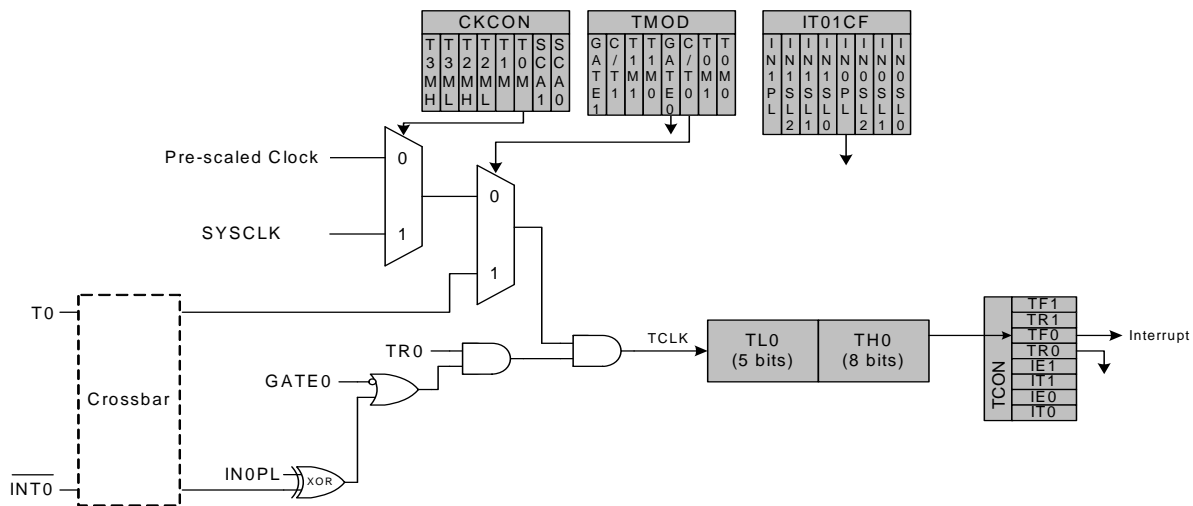 CKCON
T3MH T3ML T2MH T2ML T1M T0M SCA1 SCA0
TMOD
GATE1 C/T1 T1M1 T1M0 GATE0 C/T0 T0M1 T0M0
IT01CF
IN1PL IN1SL2 IN1SL1 IN1SL0 IN0PL IN0SL2 IN0SL1 IN0SL0
Pre-scaled Clock
0
SYSCLK
1
0
1
T0
Crossbar
INT0
TR0
GATE0
IN0PL
XOR
TCLK
TL0
(5 bits)
TH0
(8 bits)
TCON
TF1
TR1
TF0
TR0
IE1
IT1
IE0
IT0
Interrupt